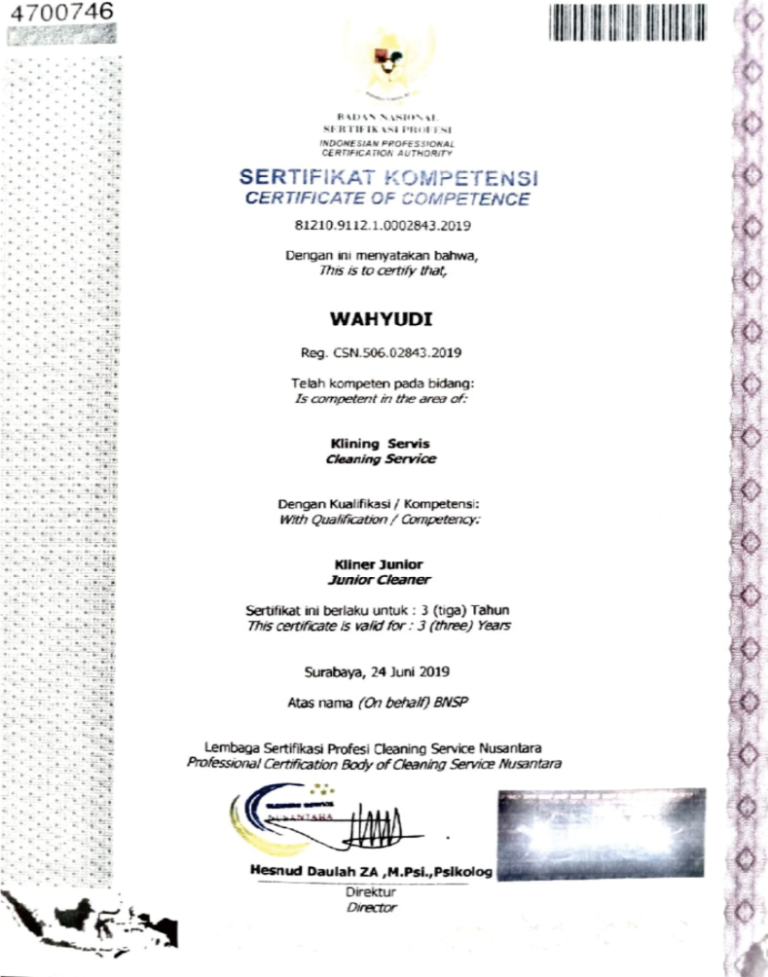 4700746
BADAN NASIONAL
SERTIFIKASI PROFESI
INDONESIAN PROFESSIONAL
CERTIFICATION AUTHORITY
SERTIFIKAT KOMPETENSI
CERTIFICATE OF COMPETENCE
81210.9112.1.0002843.2019
Dengan ini menyatakan bahwa,
This is to certify that,
WAHYUDI
Reg. CSN.506.02843.2019
Telah kompeten pada bidang:
Is competent in the area of:
Klining Servis
Cleaning Service
Dengan Kualifikasi / Kompetensi:
With Qualification / Competency:
Kliner Junior
Junior Cleaner
Sertifikat ini berlaku untuk : 3 (tiga) Tahun
This certificate is valid for : 3 (three) Years
Surabaya, 24 Juni 2019
Atas nama (On behalf) BNSP
Lembaga Sertifikasi Profesi Cleaning Service Nusantara
Professional Certification Body of Cleaning Service Nusantara
CLEANING SERVICE
NUSANTARA
Hesnud Daulah ZA ,M.Psi.,Psikolog
Direktur
Director